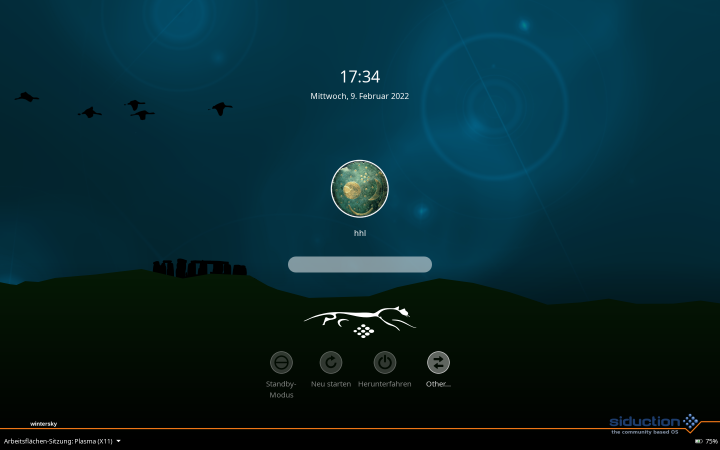 17:34
Mittwoch, 9. Februar 2022
hhl
Standby-
Modus
Neu starten
Herunterfahren
Other...
wintersky
siduction
the community based OS
Arbeitsflächen-Sitzung: Plasma (X11)
75%